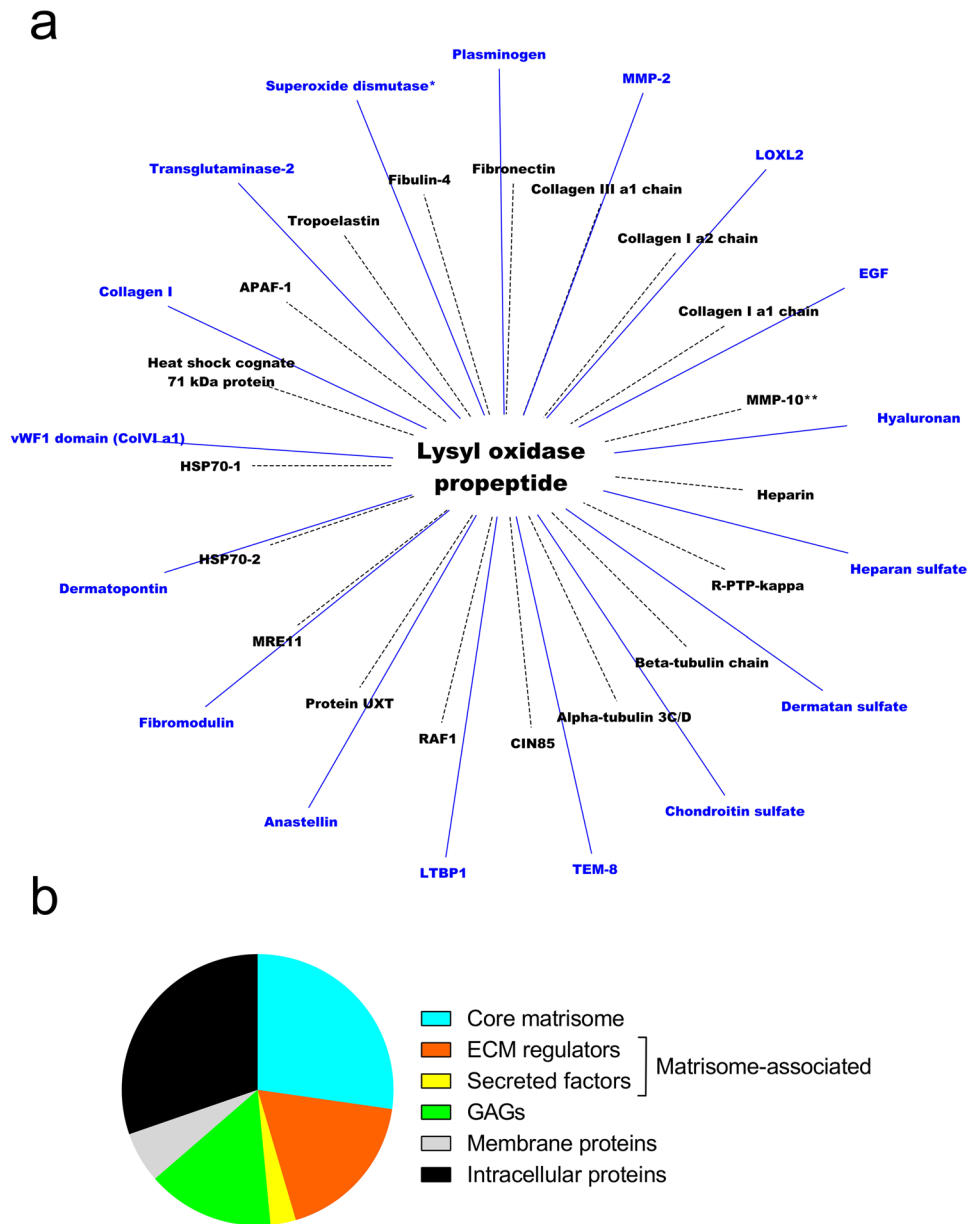 a
Plasminogen
Superoxide dismutase*
MMP-2
Transglutaminase-2
LOXL2
Fibulin-4
Fibronectin
Collagen III a1 chain
Tropoelastin
Collagen I a2 chain
APAF-1
EGF
Collagen I
Collagen I a1 chain
Heat shock cognate
71 kDa protein
MMP-10**
Hyaluronan
vWF1 domain (ColVI a1)
Lysyl oxidase
propeptide
HSP70-1
Heparin
HSP70-2
Heparan sulfate
Dermatopontin
R-PTP-kappa
MRE11
Beta-tubulin chain
Protein UXT
Dermatan sulfate
Fibromodulin
RAF1
CIN85
Alpha-tubulin 3C/D
Anastellin
Chondroitin sulfate
LTBP1
TEM-8
b
Core matrisome
ECM regulators
Secreted factors
Matrisome-associated
GAGs
Membrane proteins
Intracellular proteins